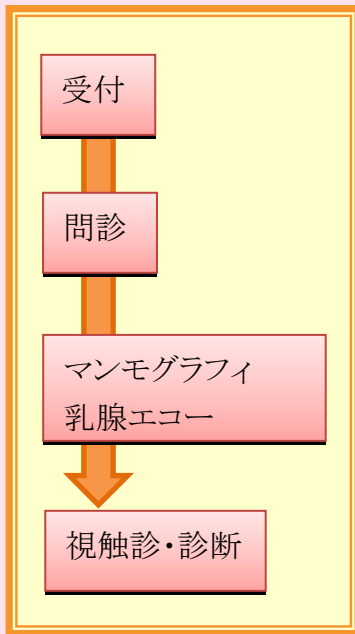 受付
問診
マンモグラフィ
乳腺エコー
視触診・診断